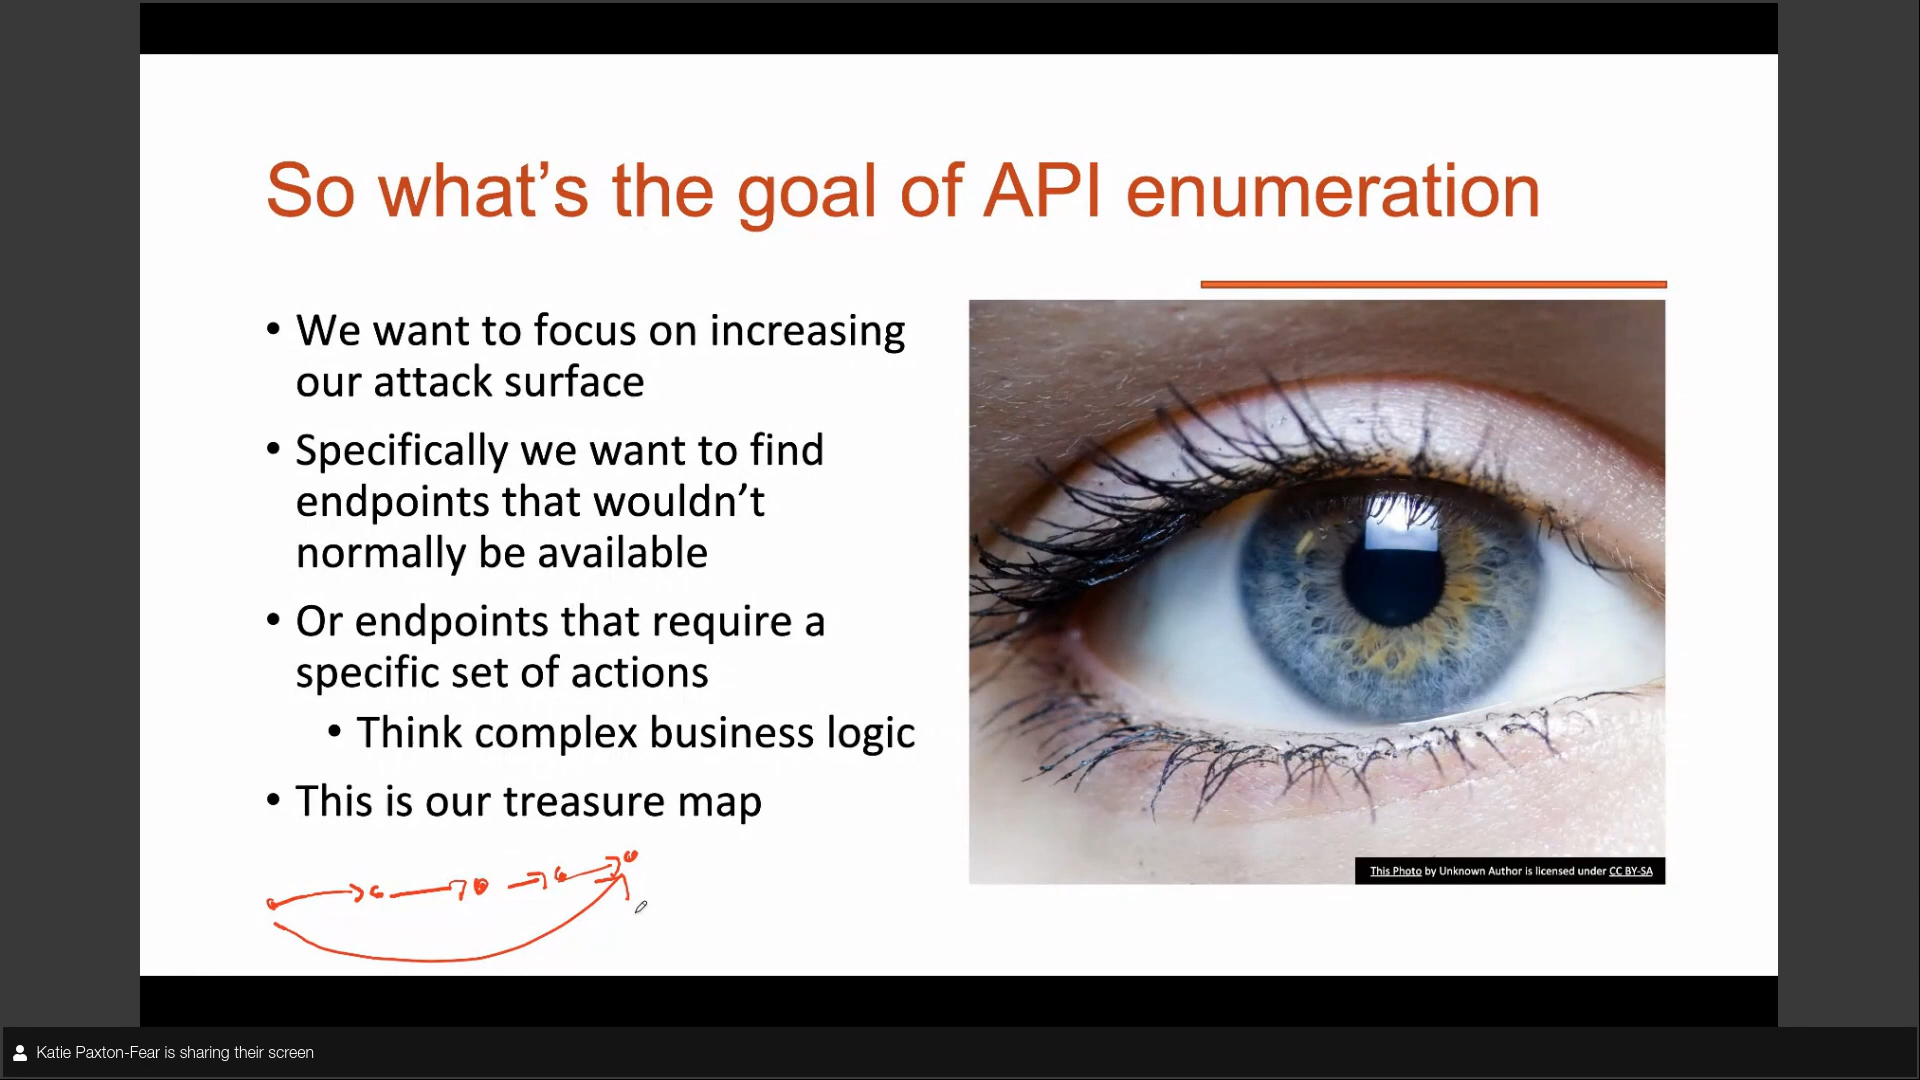 So what’s the goal of API enumeration
• We want to focus on increasing
our attack surface
• Specifically we want to find
endpoints that wouldn’t
normally be available
• Or endpoints that require a
specific set of actions
• Think complex business logic
• This is our treasure map
This Photo by Unknown Author is licensed under CC BY-SA
Katie Paxton-Fear is sharing their screen